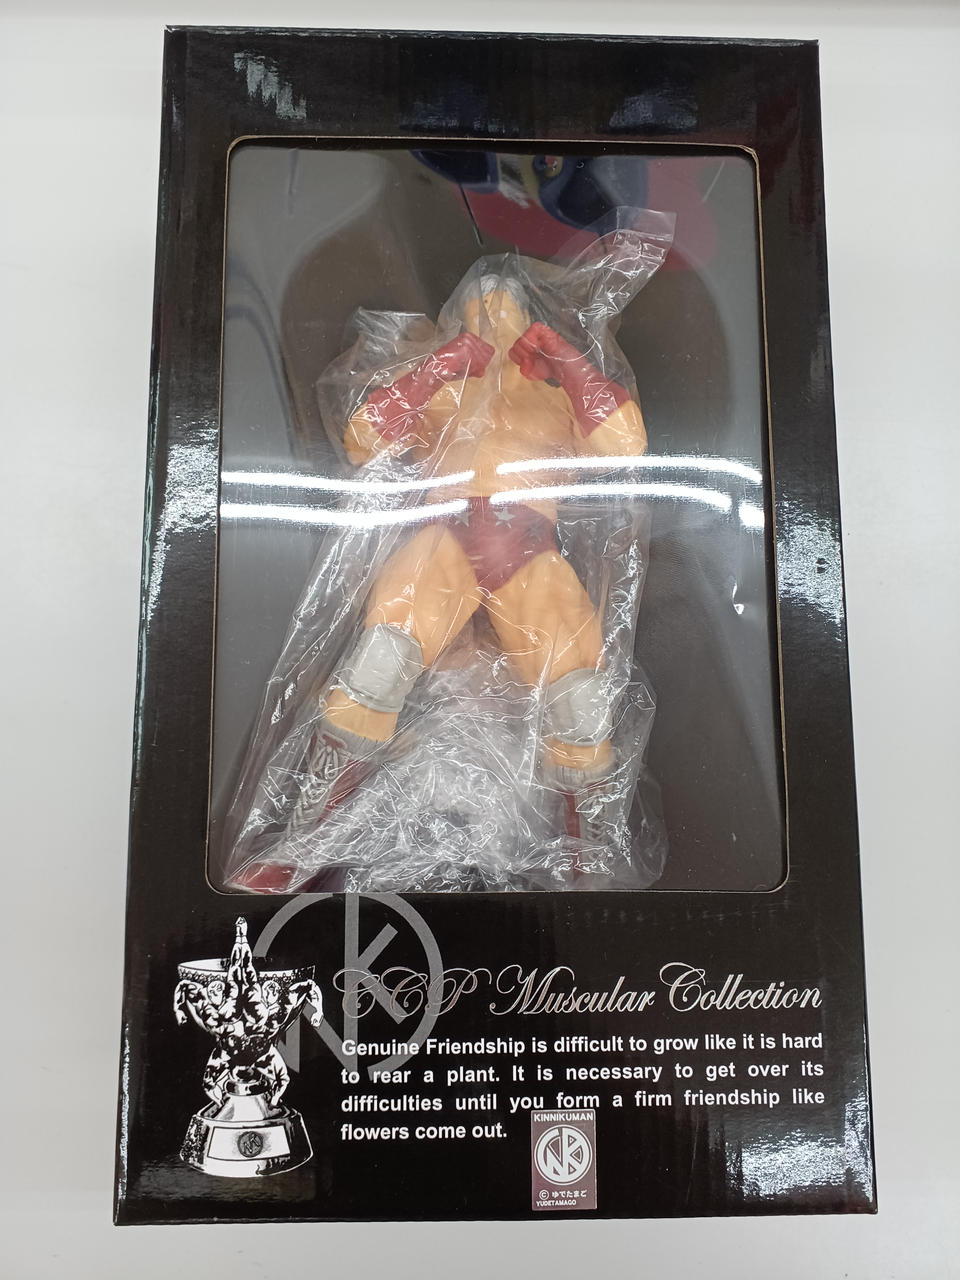 CCP Muscular Collection
Genuine Friendship is difficult to grow like it is hard
to rear a plant. It is necessary to get over its
difficulties until you form a firm friendship like
flowers come out.
KINNIKUMAN
© ゆでたまご
YUDETAMAGO